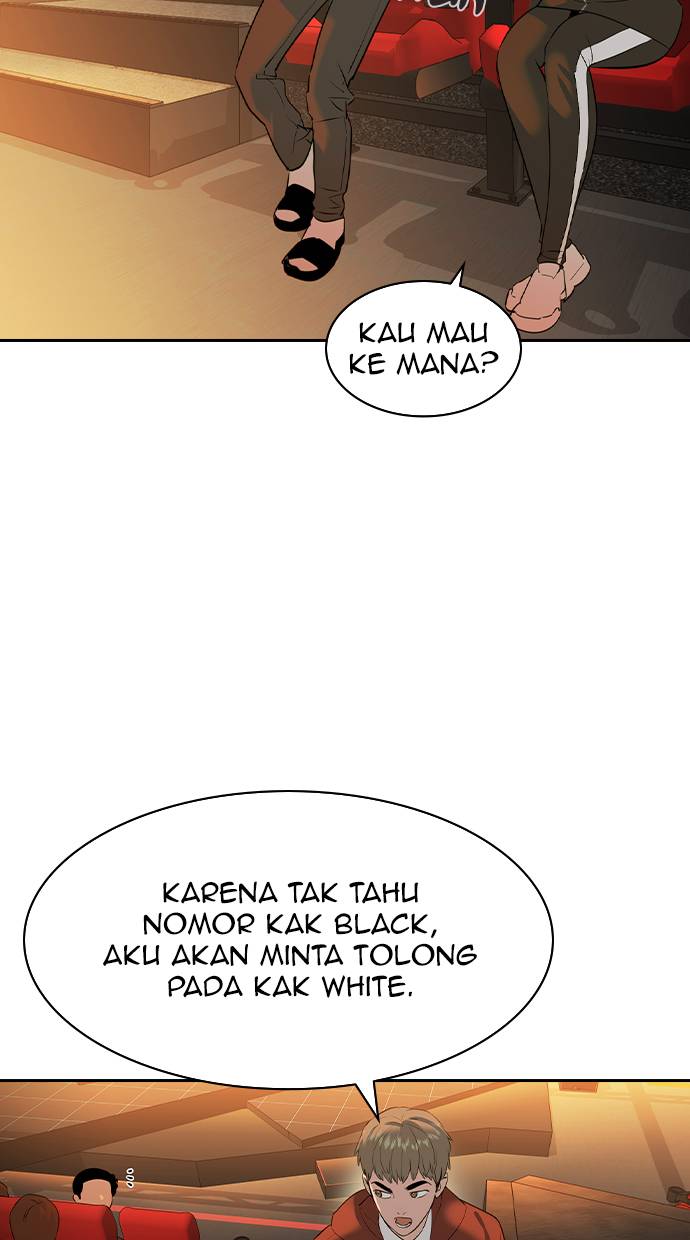 KAU MAU
KE MANA?
KARENA TAK TAHU
NOMOR KAK BLACK,
AKU AKAN MINTA TOLONG
PADA KAK WHITE.